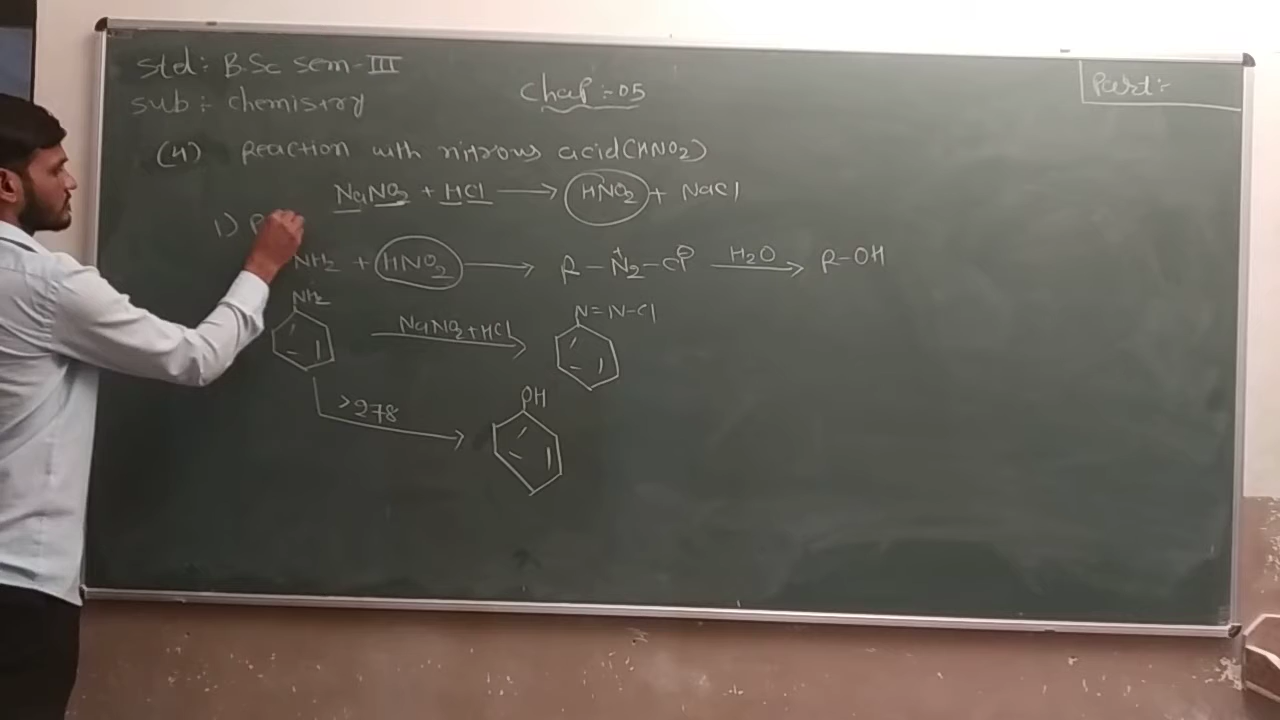 Std: B.Sc sem-III
Sub:- chemistry
Chap:-05
Part:-
(4) Reaction with nitrous acid(HNO2)
NaNO2 + HCl ⟶ HNO2 + NaCl
1)
NH2 + HNO2 ⟶ R-N⁺2-Cl⊖ H2O ⟶ R-OH
NH2 NaNO2+HCl ⟶ N=N-Cl
>278 ⟶ OH